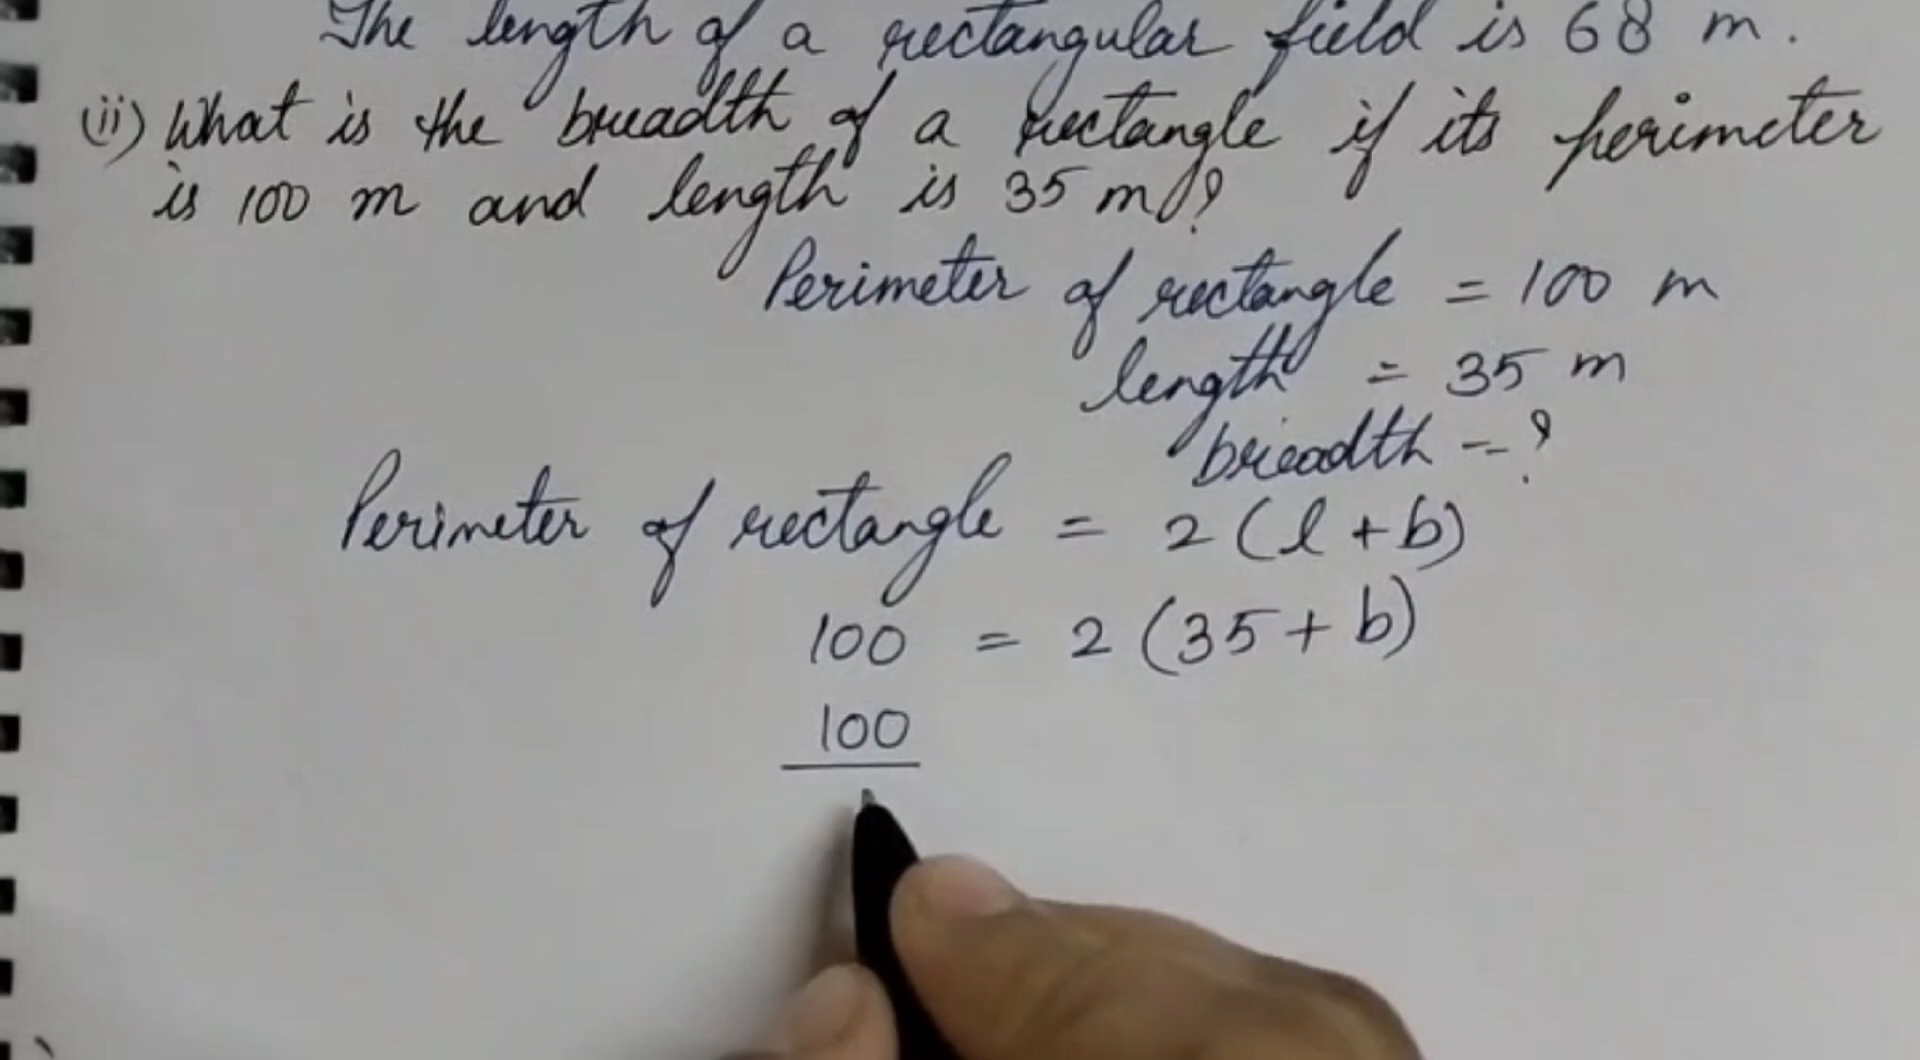 The length of a rectangular field is 68 m.
(ii) What is the breadth of a rectangle if its perimeter
is 100 m and length is 35 m?
Perimeter of rectangle = 100 m
length = 35 m
breadth = ?
Perimeter of rectangle = 2 (l + b)
100 = 2 (35 + b)
100